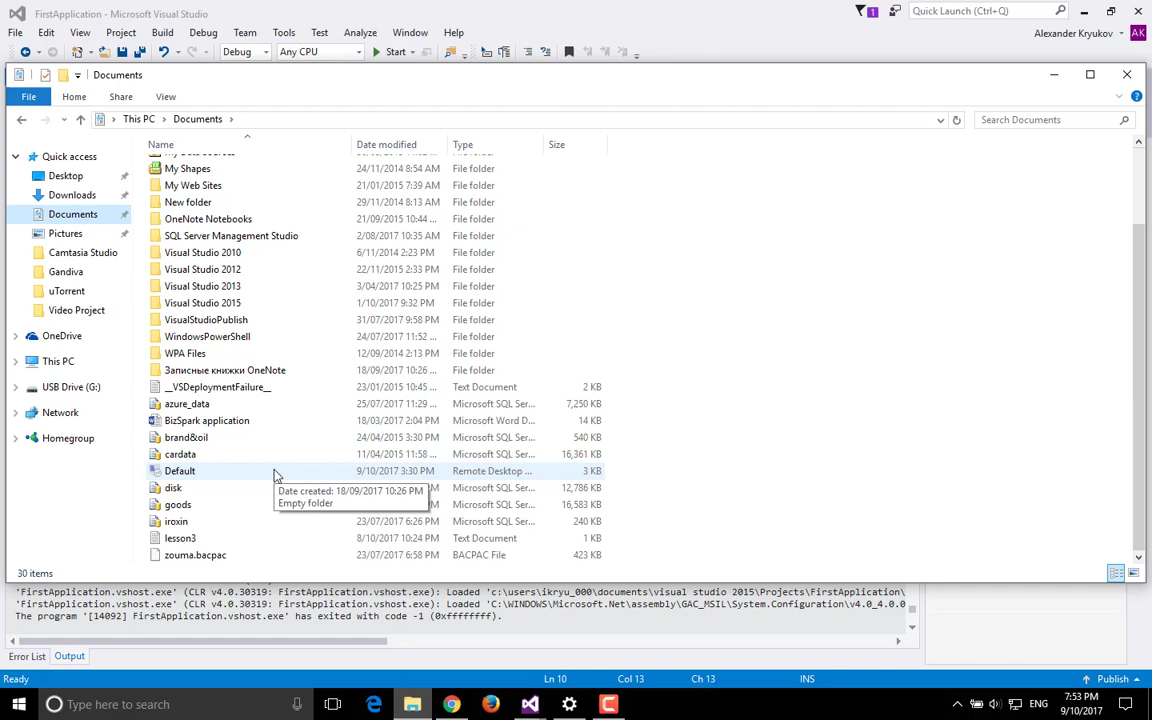 FirstApplication - Microsoft Visual Studio
1
Quick Launch (Ctrl+Q)
File Edit View Project Build Debug Team Tools Test Analyze Window Help
Alexander Kryukov AK
Debug Any CPU Start
Documents
File Home Share View
This PC Documents
Search Documents
Name Date modified Type Size
Quick access
Desktop
Downloads
Documents
Pictures
Camtasia Studio
Gandiva
uTorrent
Video Project
OneDrive
This PC
USB Drive (G:)
Network
Homegroup
My Shapes 24/11/2014 8:54 AM File folder
My Web Sites 21/01/2015 7:39 AM File folder
New folder 29/11/2014 8:13 AM File folder
OneNote Notebooks 21/09/2015 10:44 ... File folder
SQL Server Management Studio 2/08/2017 10:35 AM File folder
Visual Studio 2010 6/11/2014 2:23 PM File folder
Visual Studio 2012 22/11/2015 2:33 PM File folder
Visual Studio 2013 3/04/2017 10:25 PM File folder
Visual Studio 2015 1/10/2017 9:32 PM File folder
VisualStudioPublish 31/07/2017 9:58 PM File folder
WindowsPowerShell 24/07/2017 11:52 ... File folder
WPA Files 12/09/2014 2:13 PM File folder
Записные книжки OneNote 18/09/2017 10:26 ... File folder
__VSDeploymentFailure__ 23/01/2015 10:45 ... Text Document 2 KB
azure_data 25/07/2017 11:29 ... Microsoft SQL Ser... 7,250 KB
BizSpark application 18/03/2017 2:04 PM Microsoft Word D... 14 KB
brand&oil 24/04/2015 3:30 PM Microsoft SQL Ser... 540 KB
cardata 11/04/2015 11:58 ... Microsoft SQL Ser... 16,361 KB
Default 9/10/2017 3:30 PM Remote Desktop ... 3 KB
disk Microsoft SQL Ser... 12,786 KB
goods Microsoft SQL Ser... 16,583 KB
iroxin 23/07/2017 6:26 PM Microsoft SQL Ser... 240 KB
lesson3 8/10/2017 10:24 PM Text Document 1 KB
zouma.bacpac 23/07/2017 6:58 PM BACPAC File 423 KB
Date created: 18/09/2017 10:26 PM
Empty folder
30 items
'FirstApplication.vshost.exe' (CLR v4.0.30319: FirstApplication.vshost.exe): Loaded 'c:\users\ikryu_000\documents\visual studio 2015\Projects\FirstApplication\
'FirstApplication.vshost.exe' (CLR v4.0.30319: FirstApplication.vshost.exe): Loaded 'C:\WINDOWS\Microsoft.Net\assembly\GAC_MSIL\System.Configuration\v4.0_4.0.0
The program '[14092] FirstApplication.vshost.exe' has exited with code -1 (0xffffffff).
Error List Output
Ready Ln 10 Col 13 Ch 13 INS Publish
Type here to search
ENG
7:53 PM
9/10/2017